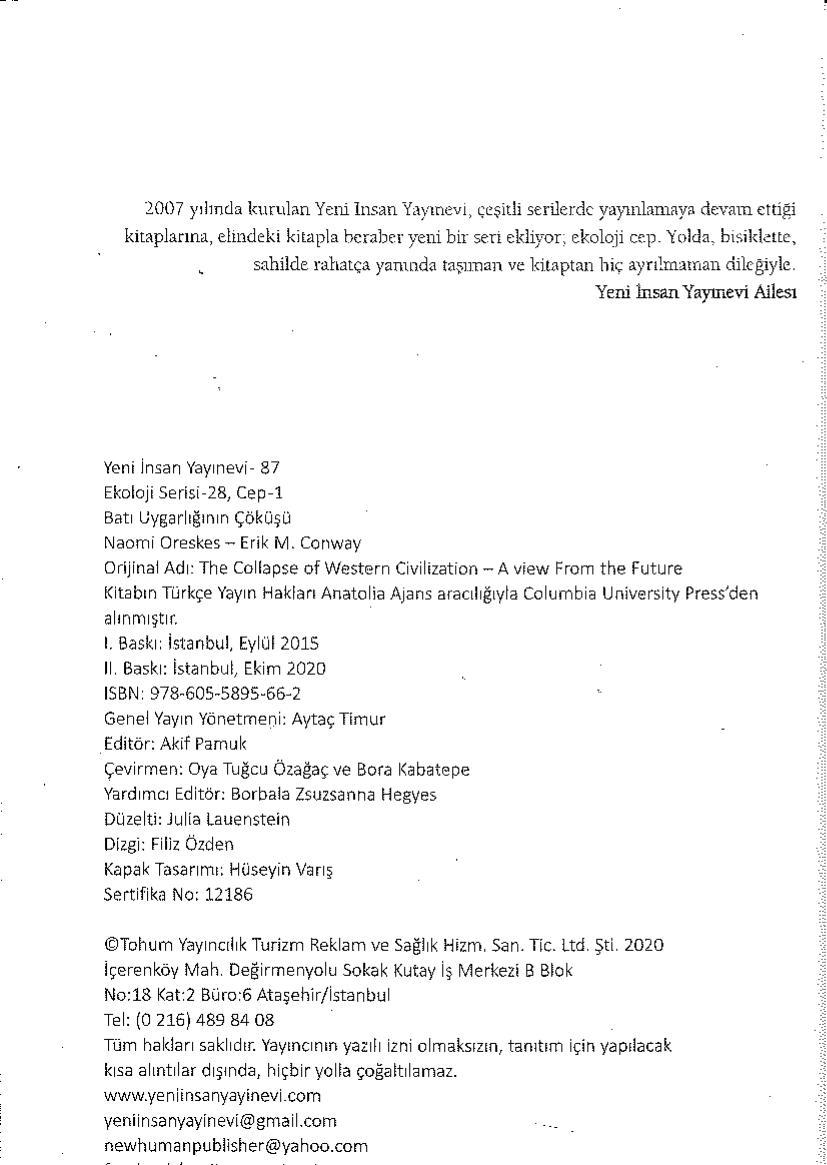 2007 yılında kurulan Yeni İnsan Yayınevi, çeşitli serilerde yayınlamaya devam ettiği
kitaplarına, elindeki kitapla beraber yeni bir seri ekliyor; ekoloji cep. Yolda, bisiklette,
sahilde rahatça yanında taşıman ve kitaptan hiç ayrılmaman dileğiyle.
Yeni İnsan Yayınevi Ailesi
Yeni İnsan Yayınevi- 87
Ekoloji Serisi-28, Cep-1
Batı Uygarlığının Çöküşü
Naomi Oreskes – Erik M. Conway
Orijinal Adı: The Collapse of Western Civilization – A view From the Future
Kitabın Türkçe Yayın Hakları Anatolia Ajans aracılığıyla Columbia University Press’den
alınmıştır.
I. Baskı: İstanbul, Eylül 2015
II. Baskı: İstanbul, Ekim 2020
ISBN: 978-605-5895-66-2
Genel Yayın Yönetmeni: Aytaç Timur
Editör: Akif Pamuk
Çevirmen: Oya Tuğcu Özağaç ve Bora Kabatepe
Yardımcı Editör: Borbala Zsuzsanna Hegyes
Düzelti: Julia Lauenstein
Dizgi: Filiz Özden
Kapak Tasarımı: Hüseyin Varış
Sertifika No: 12186
©Tohum Yayıncılık Turizm Reklam ve Sağlık Hizm. San. Tic. Ltd. Şti. 2020
İçerenköy Mah. Değirmenyolu Sokak Kutay İş Merkezi B Blok
No:18 Kat:2 Büro:6 Ataşehir/İstanbul
Tel: (0 216) 489 84 08
Tüm hakları saklıdır. Yayıncının yazılı izni olmaksızın, tanıtım için yapılacak
kısa alıntılar dışında, hiçbir yolla çoğaltılamaz.
www.yeniinsanyayinevi.com
yeniinsanyayinevi@gmail.com
newhumanpublisher@yahoo.com